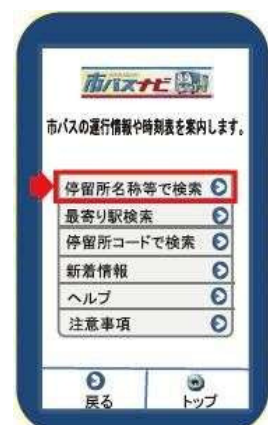 市バスナビ
市バスの運行情報や時刻表を案内します。
停留所名称等で検索
最寄り駅検索
停留所コードで検索
新着情報
ヘルプ
注意事項
戻る
トップ